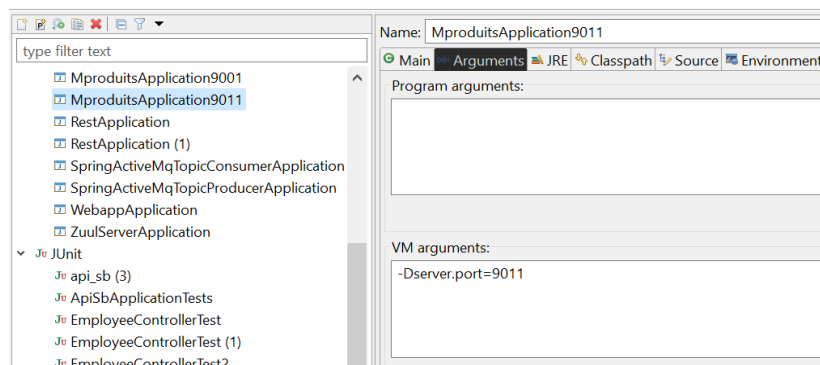 type filter text
MproduitsApplication9001
MproduitsApplication9011
RestApplication
RestApplication (1)
SpringActiveMqTopicConsumerApplication
SpringActiveMqTopicProducerApplication
WebappApplication
ZuulServerApplication
JUnit
api_sb (3)
ApiSbApplicationTests
EmployeeControllerTest
EmployeeControllerTest (1)
EmployeeControllerTest2
Name: MproduitsApplication9011
Main Arguments JRE Classpath Source Environment
Program arguments:
VM arguments:
-Dserver.port=9011